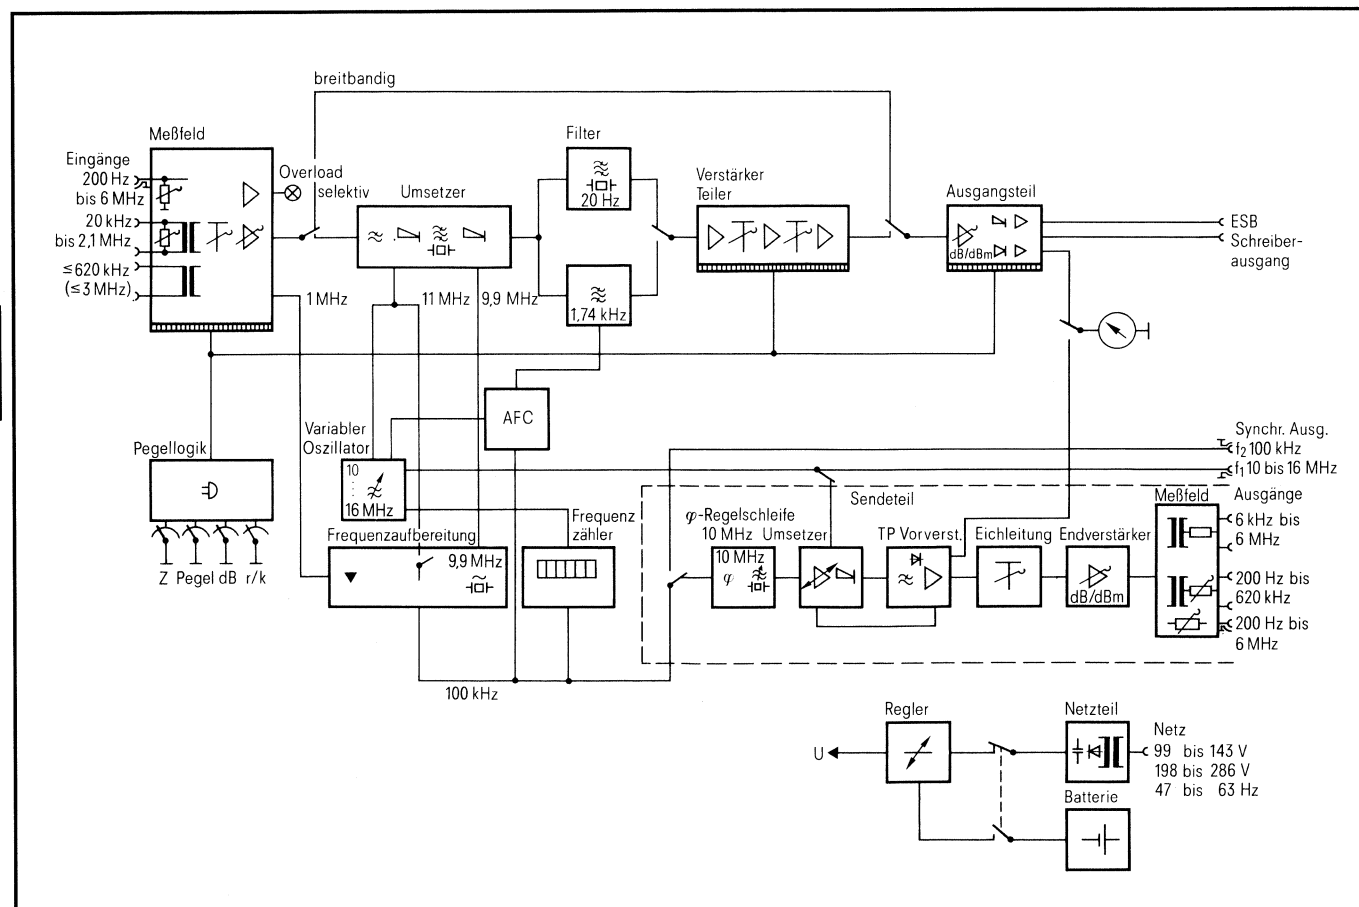 breitbandig
Meßfeld
Eingänge
200 Hz
bis 6 MHz
20 kHz
bis 2,1 MHz
≤620 kHz
(≤3 MHz)
Overload
selektiv
Umsetzer
Filter
20 Hz
1,74 kHz
Verstärker
Teiler
Ausgangsteil
dB/dBm
ESB
Schreiber-
ausgang
1 MHz
11 MHz
9,9 MHz
AFC
Variabler
Oszillator
10
16 MHz
Pegellogik
Z Pegel dB r/k
Frequenzaufbereitung
9,9 MHz
Frequenz
zähler
100 kHz
Synchr. Ausg.
f₂ 100 kHz
f₁ 10 bis 16 MHz
Sendeteil
φ-Regelschleife
10 MHz
10 MHz
φ
Umsetzer
TP Vorverst.
Eichleitung
Endverstärker
dB/dBm
Meßfeld
Ausgänge
6 kHz bis
6 MHz
200 Hz bis
620 kHz
200 Hz bis
6 MHz
Regler
U
Netzteil
Netz
99 bis 143 V
198 bis 286 V
47 bis 63 Hz
Batterie